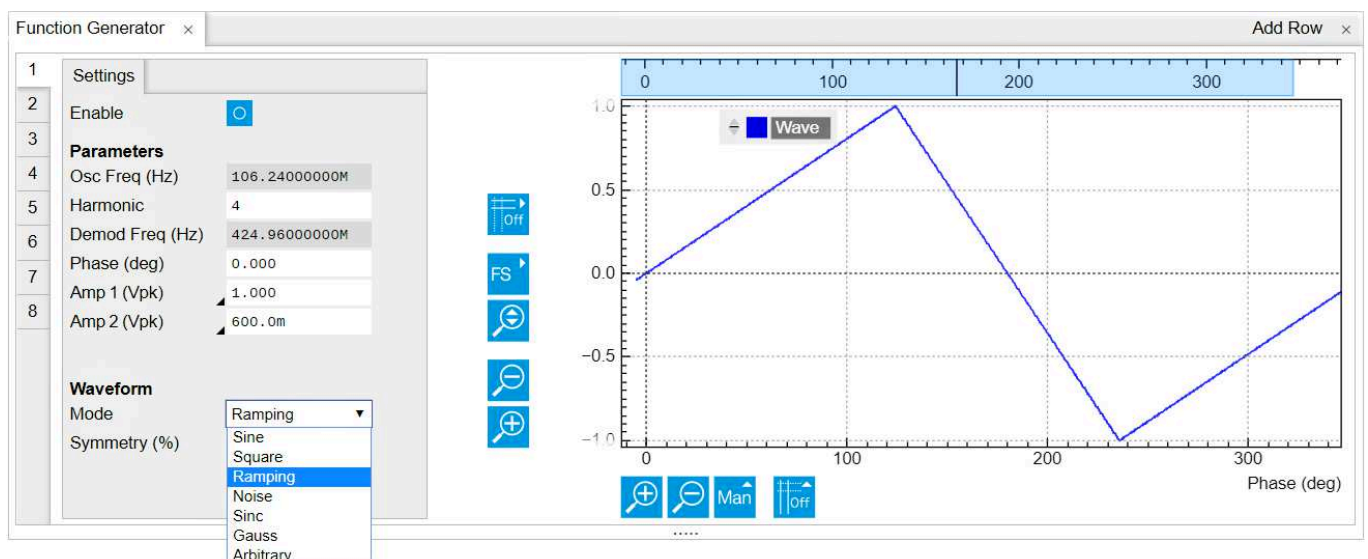 Function Generator ×
Add Row ×
1
2
3
4
5
6
7
8
Settings
Enable
Parameters
Osc Freq (Hz) 106.24000000M
Harmonic 4
Demod Freq (Hz) 424.96000000M
Phase (deg) 0.000
Amp 1 (Vpk) 1.000
Amp 2 (Vpk) 600.0m
Waveform
Mode Ramping
Symmetry (%)
Sine
Square
Ramping
Noise
Sinc
Gauss
Arbitrary
Off
FS
0 100 200 300
Wave
1.0
0.5
0.0
−0.5
−1.0
0 100 200 300
Phase (deg)
Man
Off